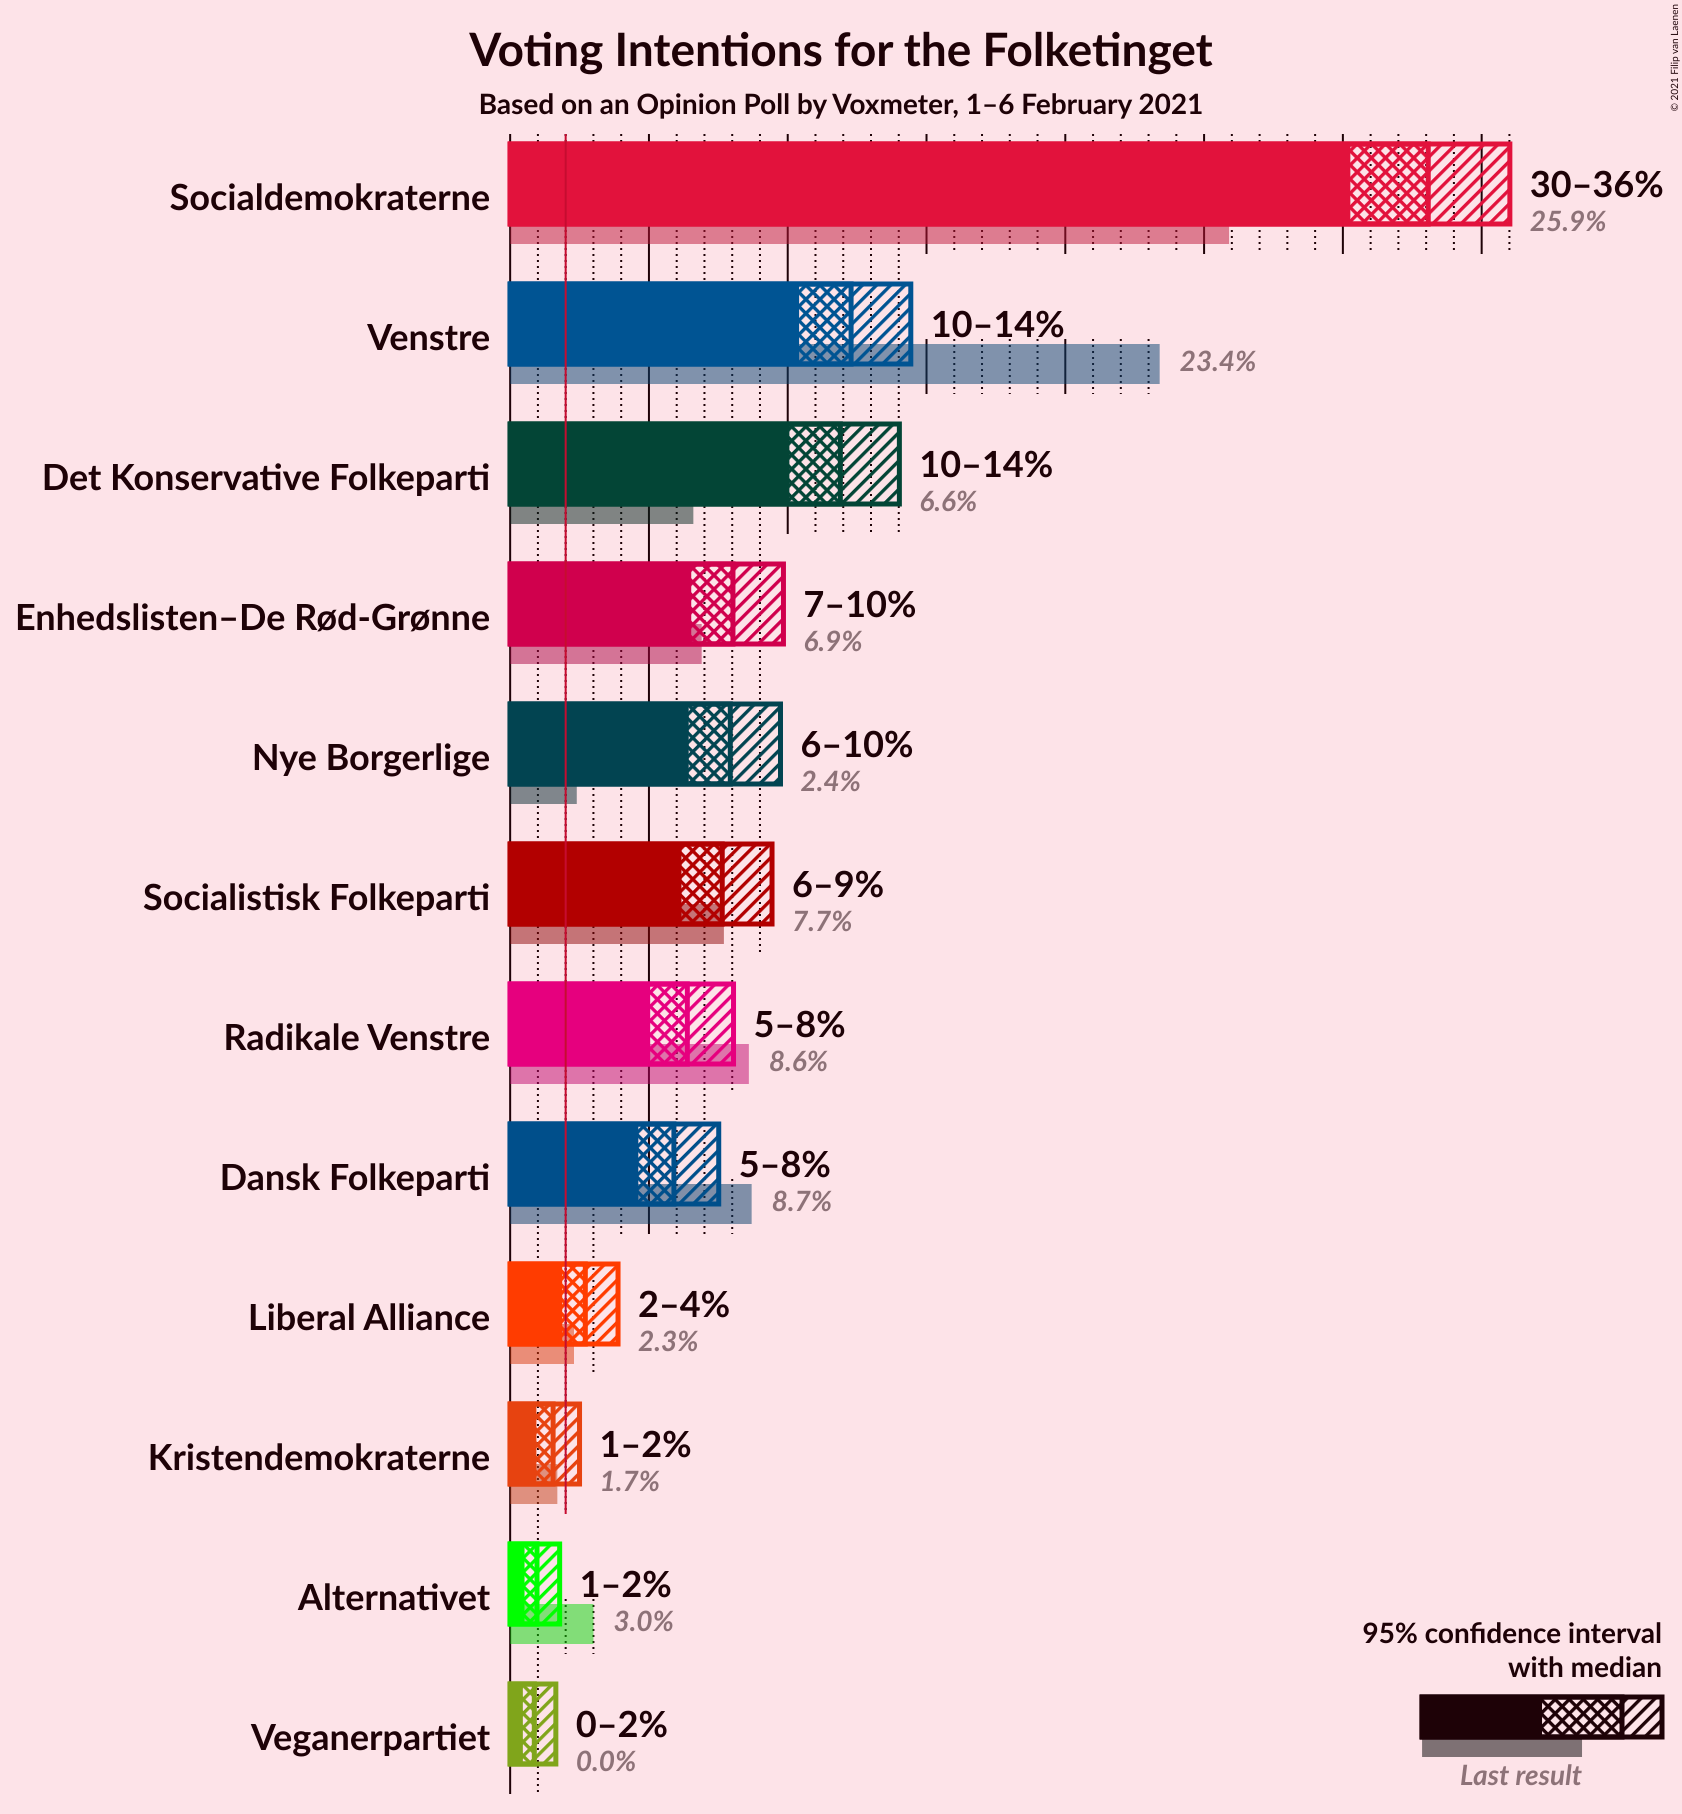 Voting Intentions for the Folketinget
Based on an Opinion Poll by Voxmeter, 1–6 February 2021
© 2021 Filip van Laenen
Socialdemokraterne
30–36%
25.9%
Venstre
10–14%
23.4%
Det Konservative Folkeparti
10–14%
6.6%
Enhedslisten–De Rød-Grønne
7–10%
6.9%
Nye Borgerlige
6–10%
2.4%
Socialistisk Folkeparti
6–9%
7.7%
Radikale Venstre
5–8%
8.6%
Dansk Folkeparti
5–8%
8.7%
Liberal Alliance
2–4%
2.3%
Kristendemokraterne
1–2%
1.7%
Alternativet
1–2%
3.0%
Veganerpartiet
0–2%
0.0%
95% confidence interval
with median
Last result